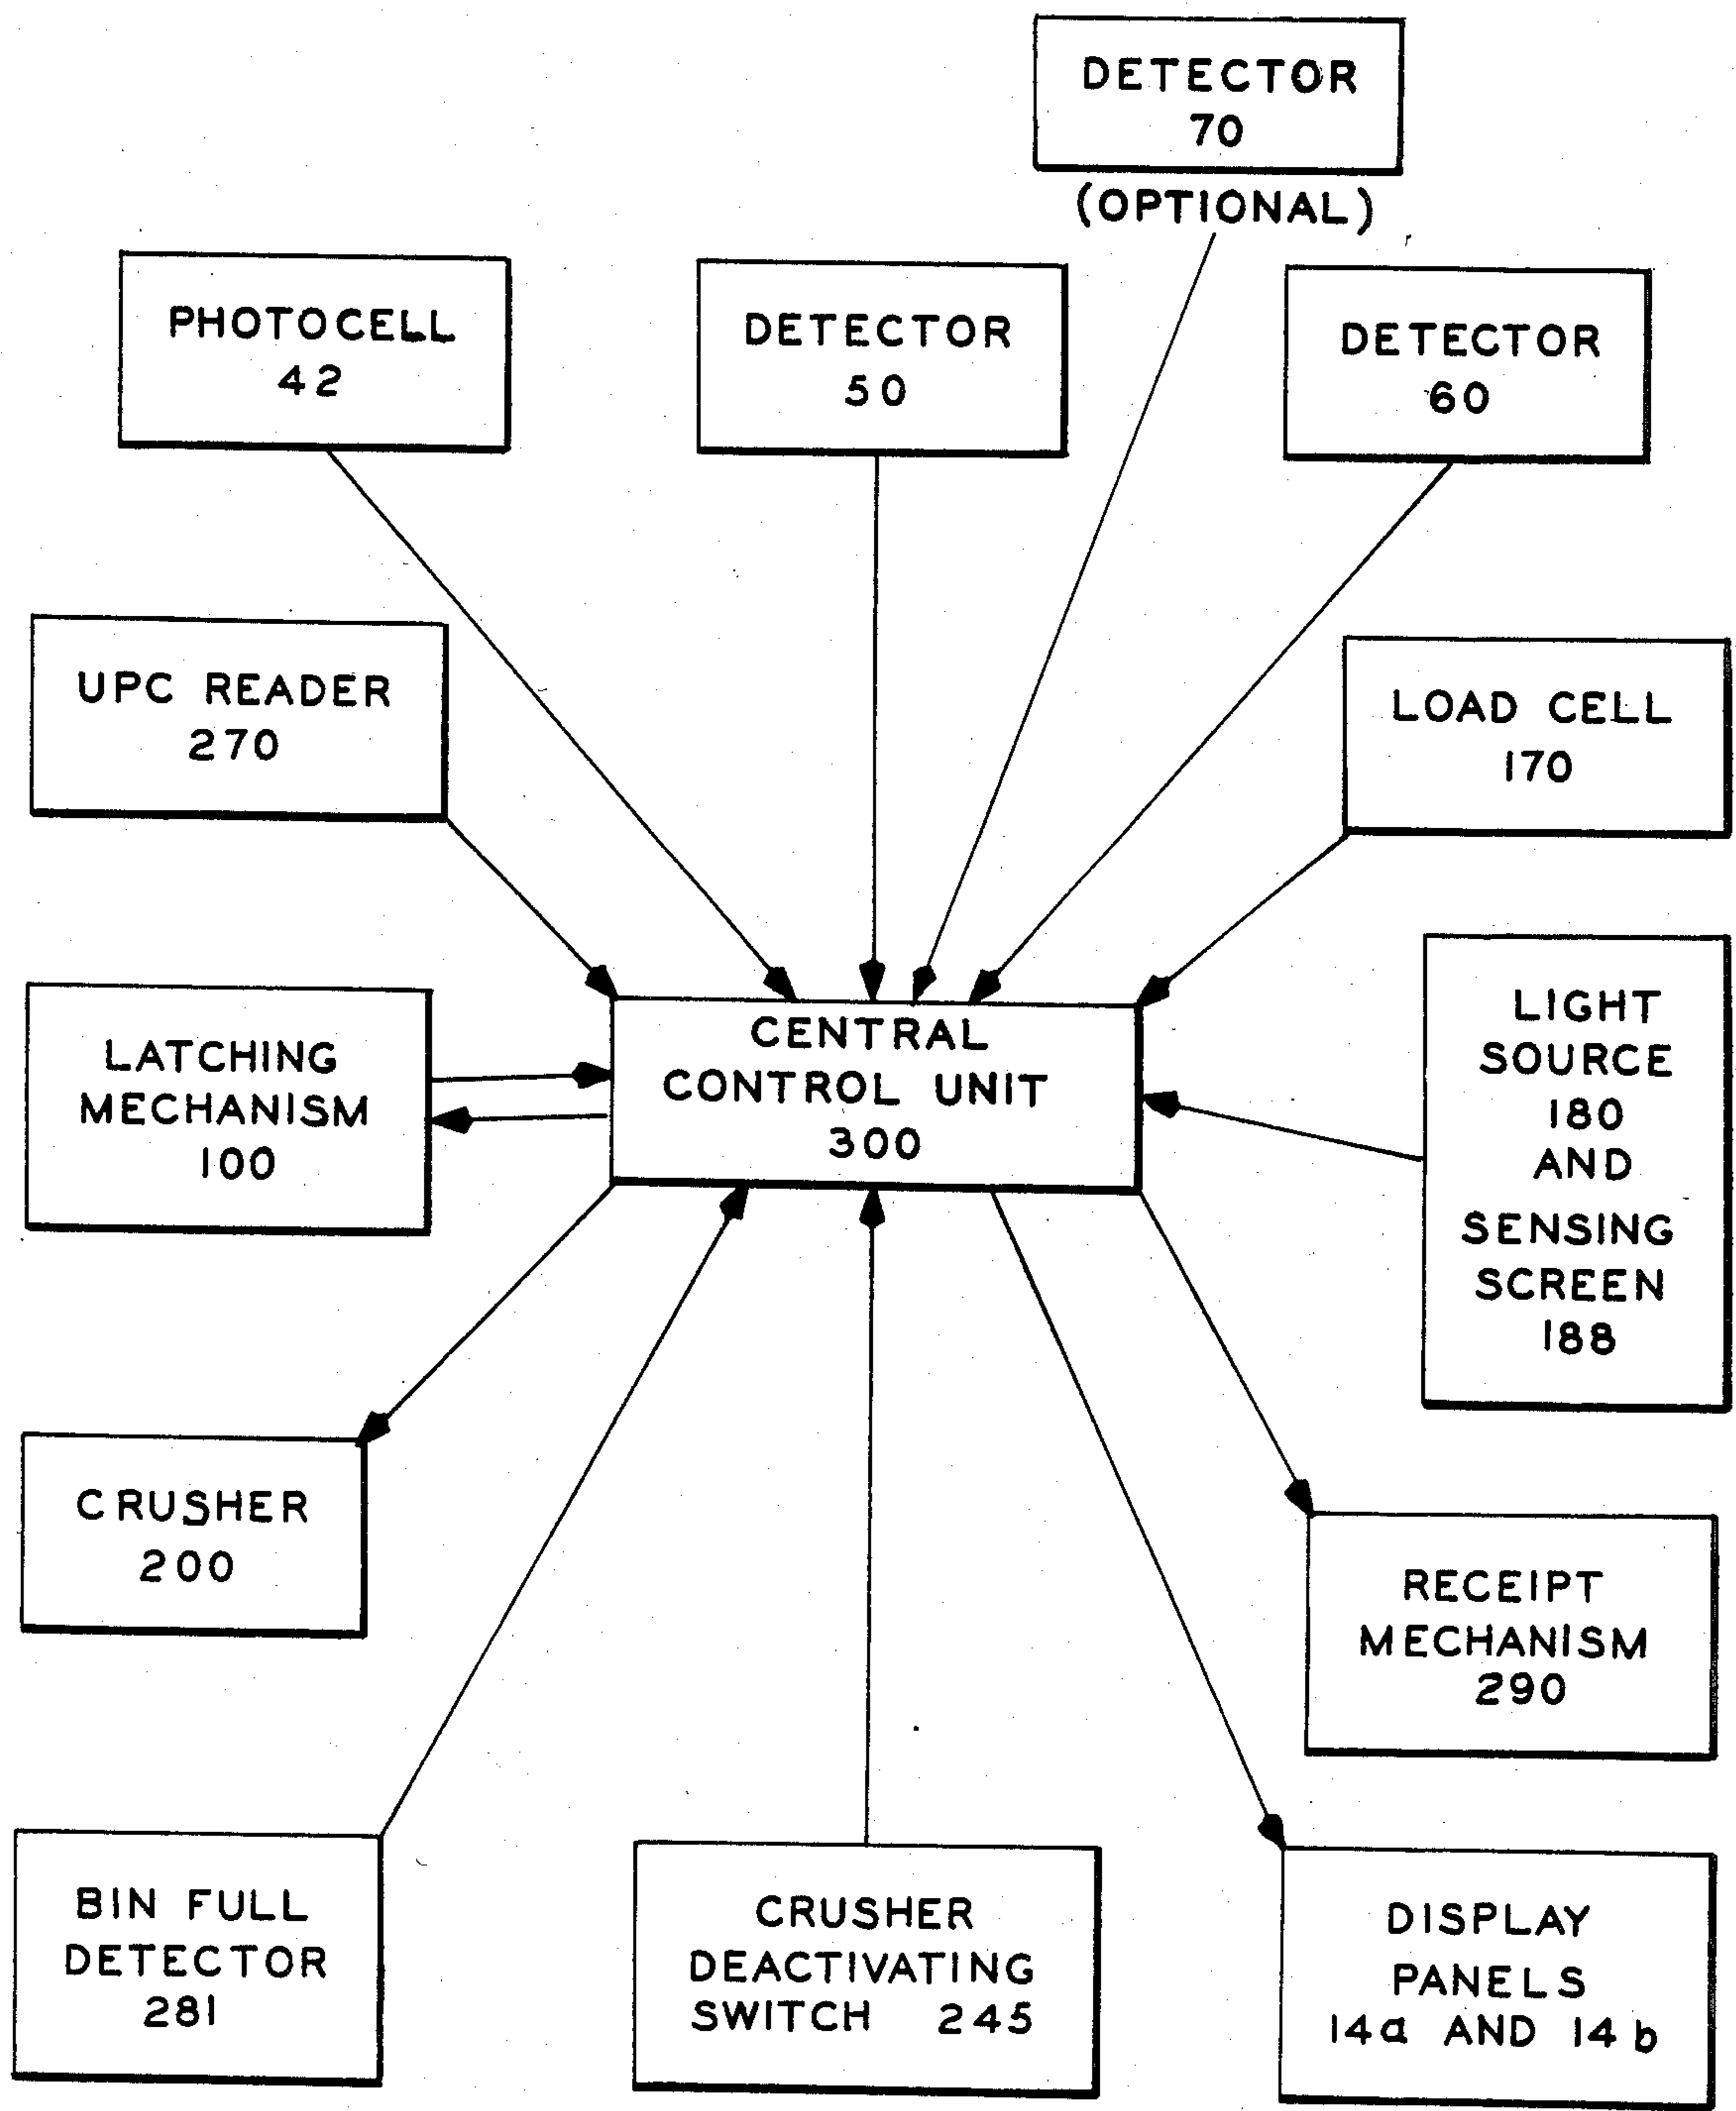 DETECTOR
70
(OPTIONAL)
PHOTOCELL
42
DETECTOR
50
DETECTOR
60
UPC READER
270
LOAD CELL
170
LATCHING
MECHANISM
100
CENTRAL
CONTROL UNIT
300
LIGHT
SOURCE
180
AND
SENSING
SCREEN
188
CRUSHER
200
RECEIPT
MECHANISM
290
BIN FULL
DETECTOR
281
CRUSHER
DEACTIVATING
SWITCH 245
DISPLAY
PANELS
14a AND 14b